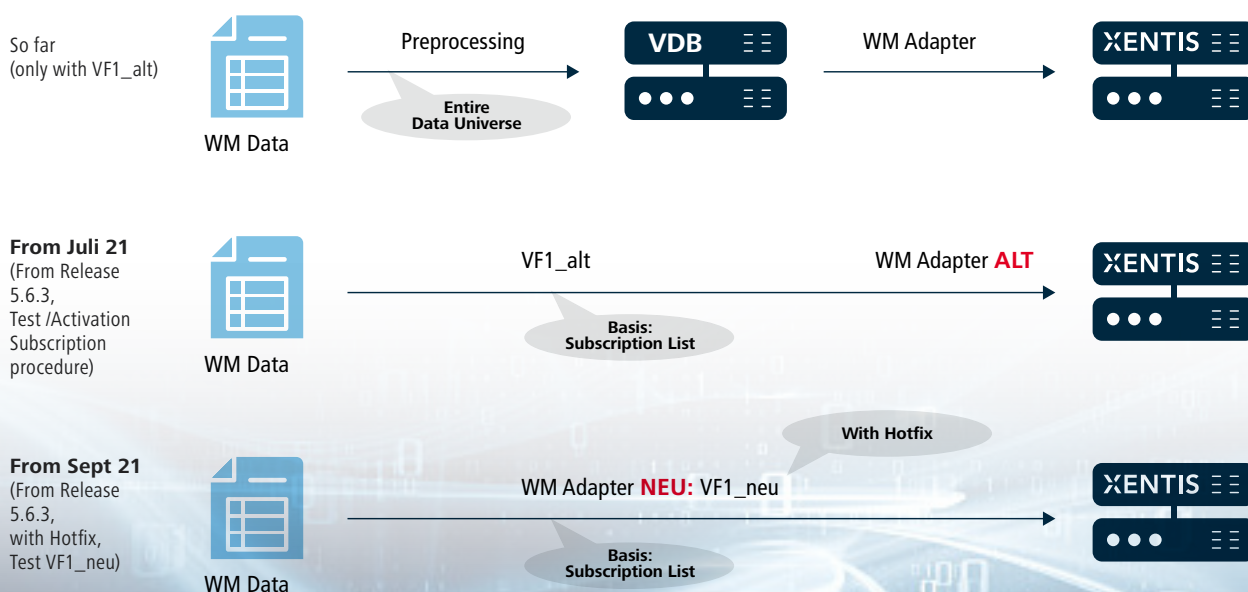 So far
(only with VF1_alt)
WM Data
Preprocessing
Entire
Data Universe
VDB
WM Adapter
XENTIS
From Juli 21
(From Release
5.6.3,
Test /Activation
Subscription
procedure)
WM Data
VF1_alt
Basis:
Subscription List
WM Adapter ALT
XENTIS
From Sept 21
(From Release
5.6.3,
with Hotfix,
Test VF1_neu)
WM Data
WM Adapter NEU: VF1_neu
With Hotfix
Basis:
Subscription List
XENTIS